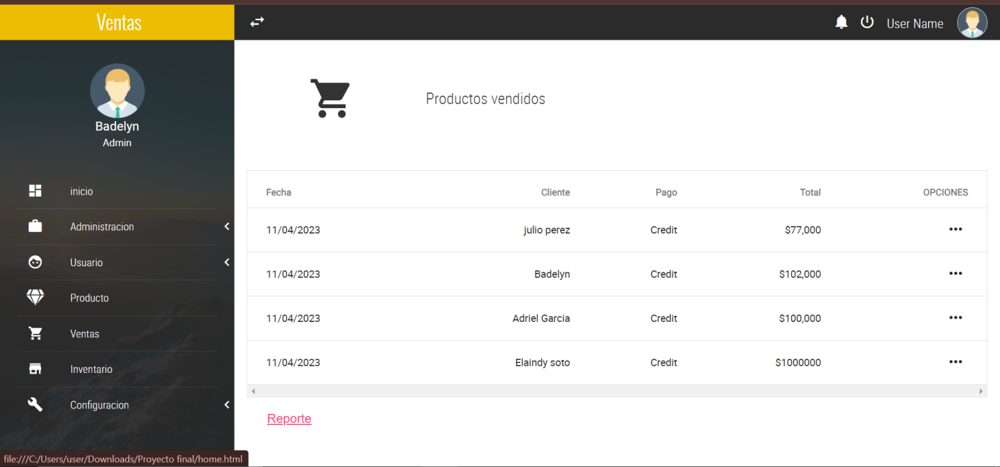 Ventas
User Name
Badelyn
Admin
inicio
Administracion
Usuario
Producto
Ventas
Inventario
Configuracion
Productos vendidos
Fecha Cliente Pago Total OPCIONES
11/04/2023 julio perez Credit $77,000
11/04/2023 Badelyn Credit $102,000
11/04/2023 Adriel Garcia Credit $100,000
11/04/2023 Elaindy soto Credit $1000000
Reporte
file:///C:/Users/user/Downloads/Proyecto final/home.html